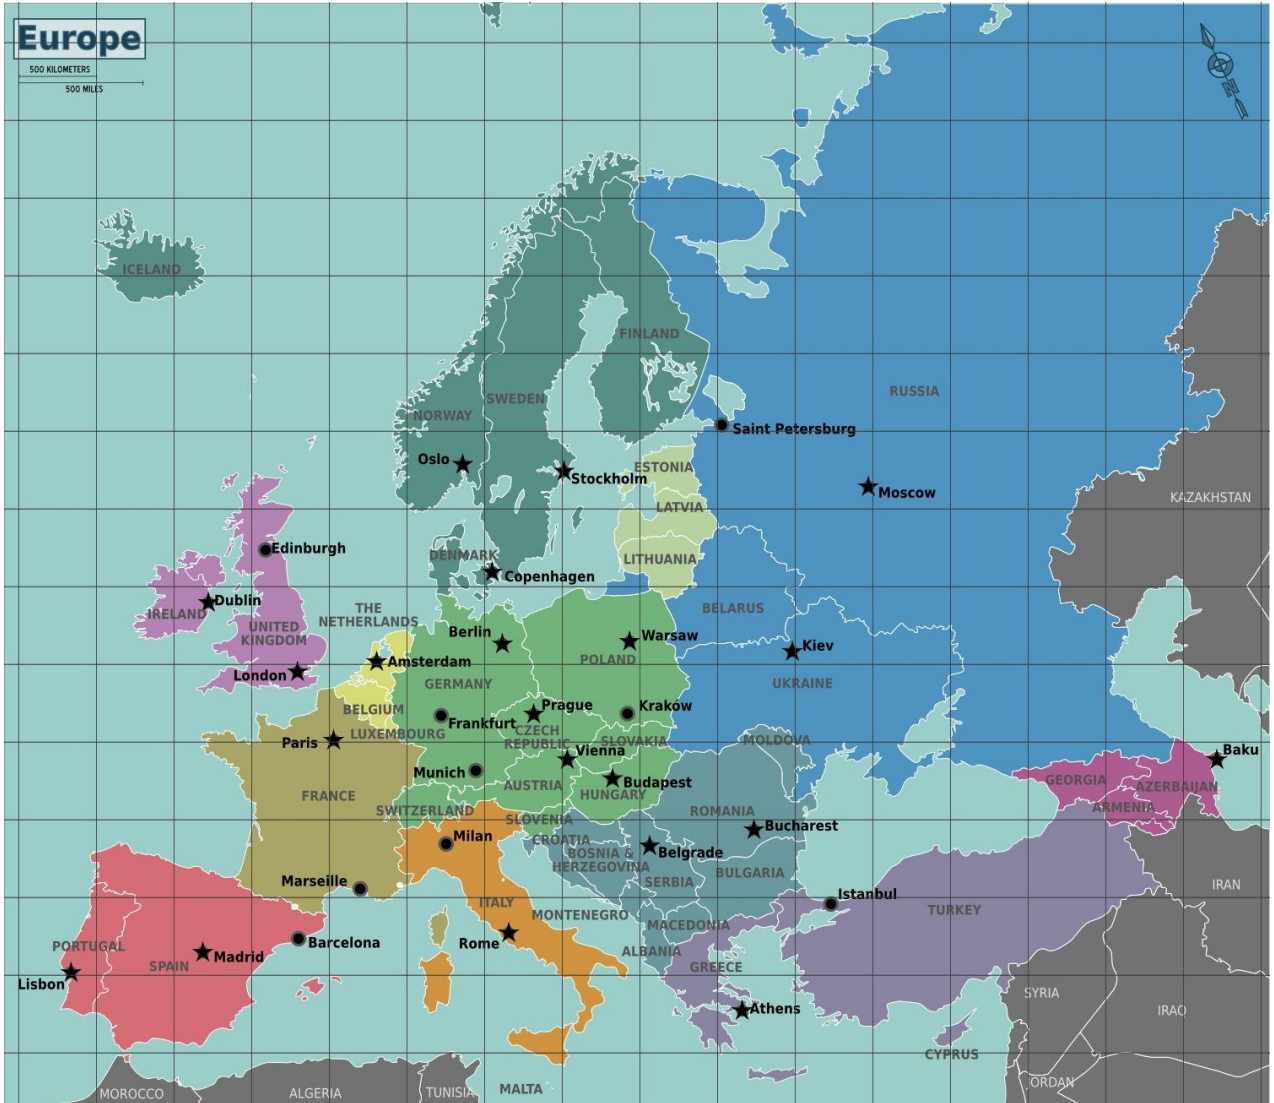 Europe
500 KILOMETERS
500 MILES
N
ICELAND
FINLAND
RUSSIA
SWEDEN
NORWAY
Saint Petersburg
Oslo
ESTONIA
Stockholm
Moscow
KAZAKHSTAN
LATVIA
Edinburgh
DENMARK
LITHUANIA
Copenhagen
Dublin
IRELAND
THE
NETHERLANDS
BELARUS
UNITED
KINGDOM
Berlin
Warsaw
Kiev
POLAND
Amsterdam
London
GERMANY
UKRAINE
Prague
Kraków
BELGIUM
Frankfurt
LUXEMBOURG
CZECH
REPUBLIC
SLOVAKIA
MOLDOVA
Paris
Vienna
Baku
Munich
Budapest
GEORGIA
AUSTRIA
AZERBAIJAN
FRANCE
HUNGARY
ARMENIA
SWITZERLAND
ROMANIA
SLOVENIA
Bucharest
Milan
CROATIA
BOSNIA &
HERZEGOVINA
Belgrade
BULGARIA
Marseille
SERBIA
IRAN
Istanbul
ITALY
TURKEY
MONTENEGRO
MACEDONIA
Barcelona
Rome
PORTUGAL
ALBANIA
Madrid
SPAIN
GREECE
Lisbon
SYRIA
Athens
IRAQ
CYPRUS
MOROCCO
ALGERIA
TUNISIA
MALTA
JORDAN